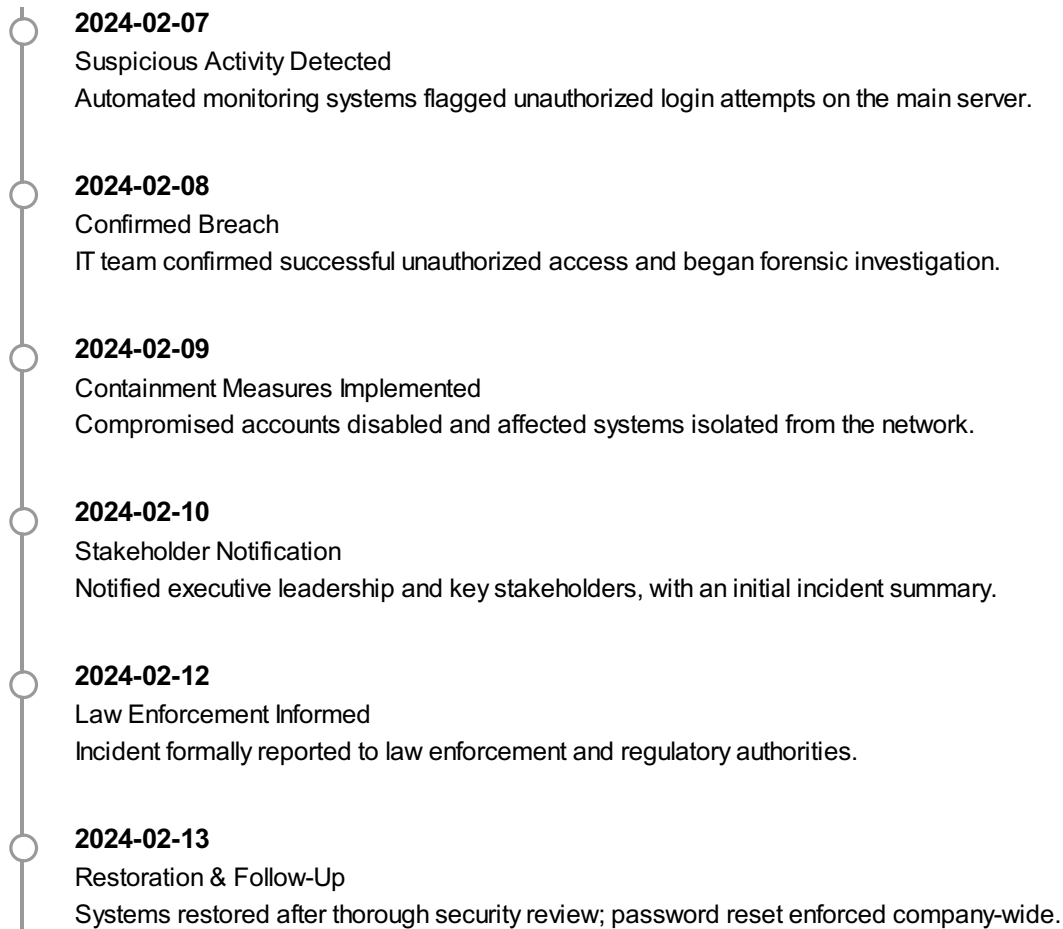 2024-02-07
Suspicious Activity Detected
Automated monitoring systems flagged unauthorized login attempts on the main server.
2024-02-08
Confirmed Breach
IT team confirmed successful unauthorized access and began forensic investigation.
2024-02-09
Containment Measures Implemented
Compromised accounts disabled and affected systems isolated from the network.
2024-02-10
Stakeholder Notification
Notified executive leadership and key stakeholders, with an initial incident summary.
2024-02-12
Law Enforcement Informed
Incident formally reported to law enforcement and regulatory authorities.
2024-02-13
Restoration & Follow-Up
Systems restored after thorough security review; password reset enforced company-wide.